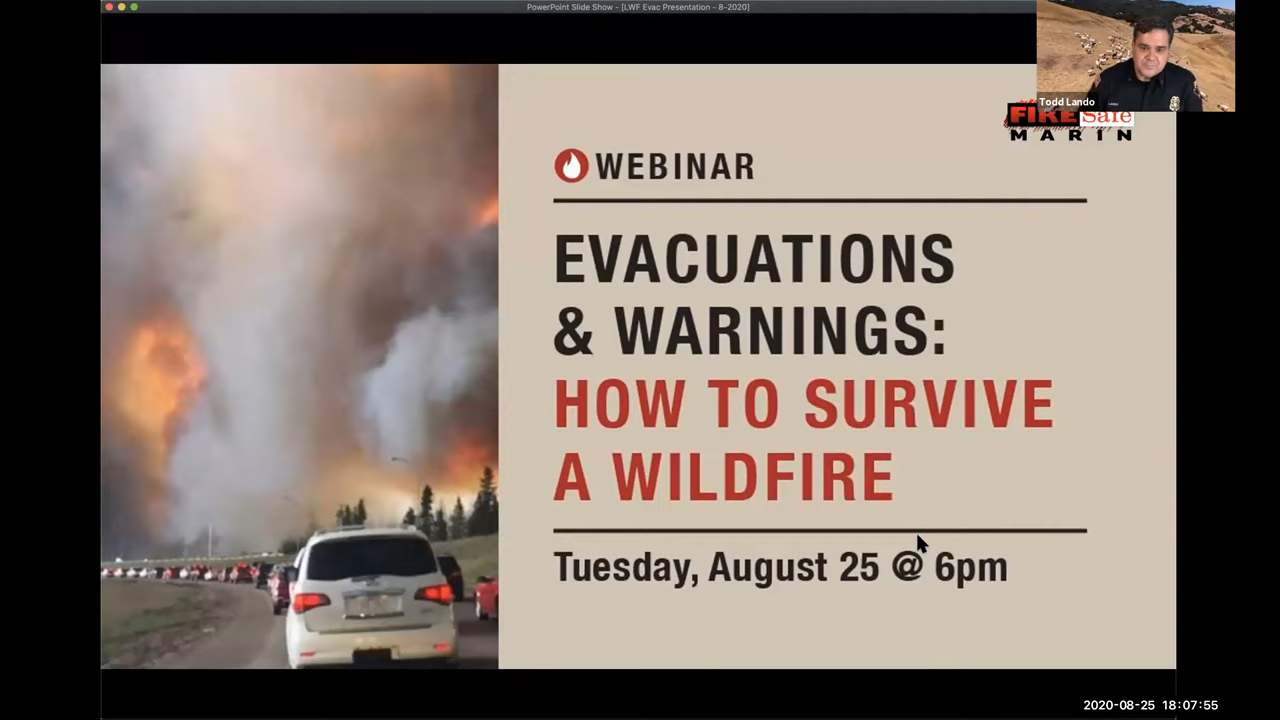 PowerPoint Slide Show - [LWF Evac Presentation - 8-2020]
Todd Lando
FIRE Safe
MARIN
WEBINAR
EVACUATIONS
& WARNINGS:
HOW TO SURVIVE
A WILDFIRE
Tuesday, August 25 @ 6pm
2020-08-25 18:07:55